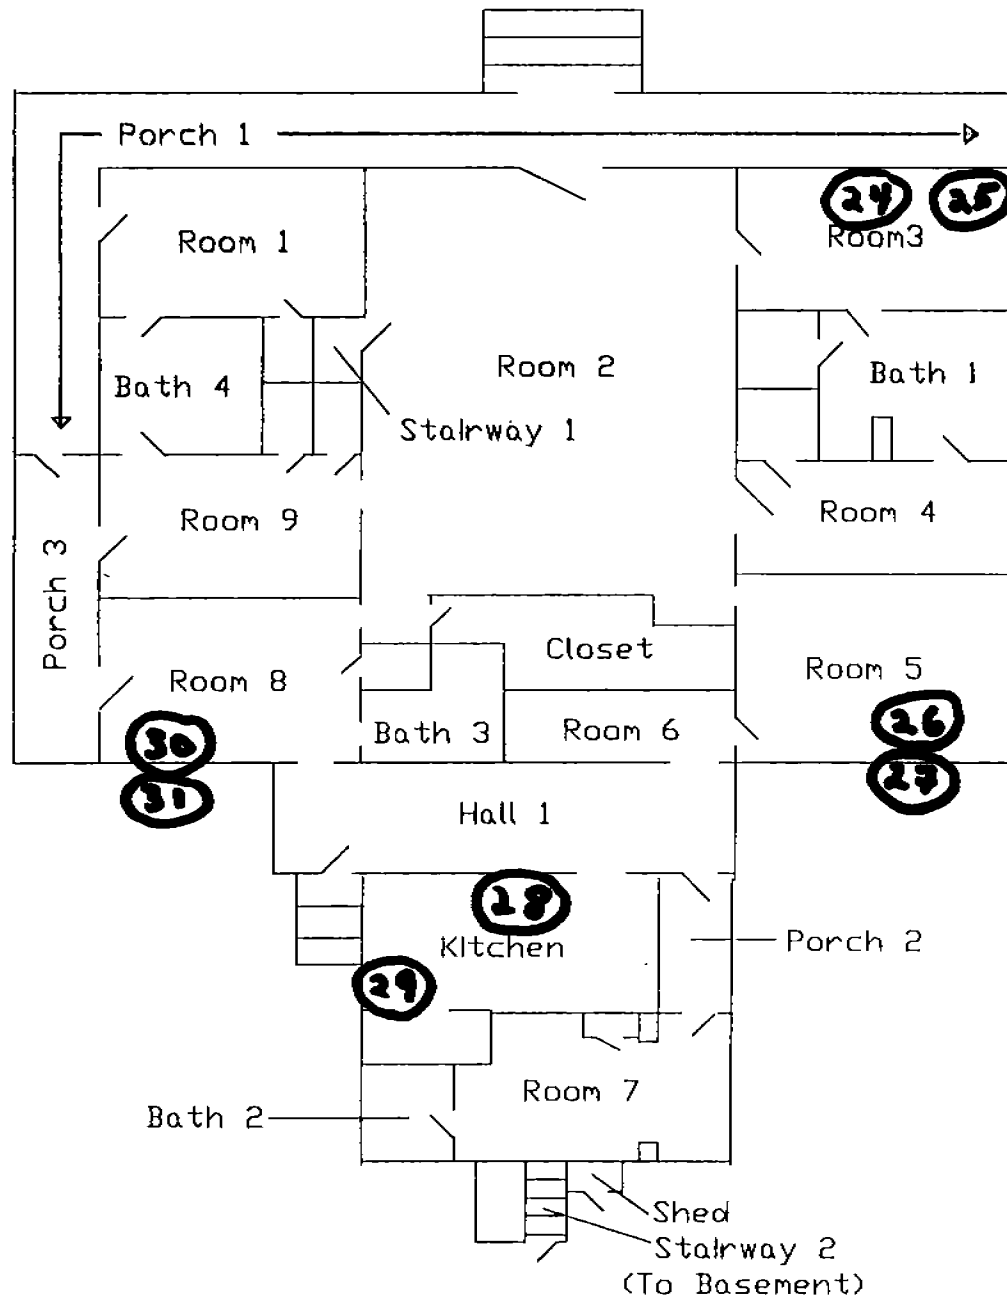 Porch 1
24 25
Room 1
Room3
Room 2
Bath 4
Bath 1
Stairway 1
Room 9
Room 4
Porch 3
Closet
Room 8
Room 5
Bath 3
Room 6
26
30
27
31
Hall 1
28
Kitchen
Porch 2
29
Room 7
Bath 2
Shed
Stairway 2
(To Basement)